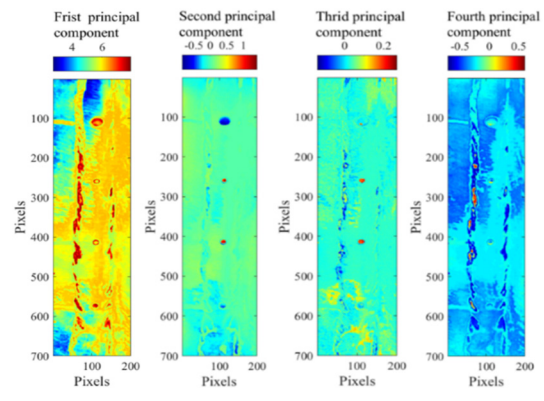 Frist principal component
4 6
Pixels
100
200
300
400
500
600
700
100 200
Pixels
Second principal component
-0.5 0 0.5 1
Pixels
100
200
300
400
500
600
700
100 200
Pixels
Thrid principal component
0 0.2
Pixels
100
200
300
400
500
600
700
100 200
Pixels
Fourth principal component
-0.5 0 0.5
Pixels
100
200
300
400
500
600
700
100 200
Pixels